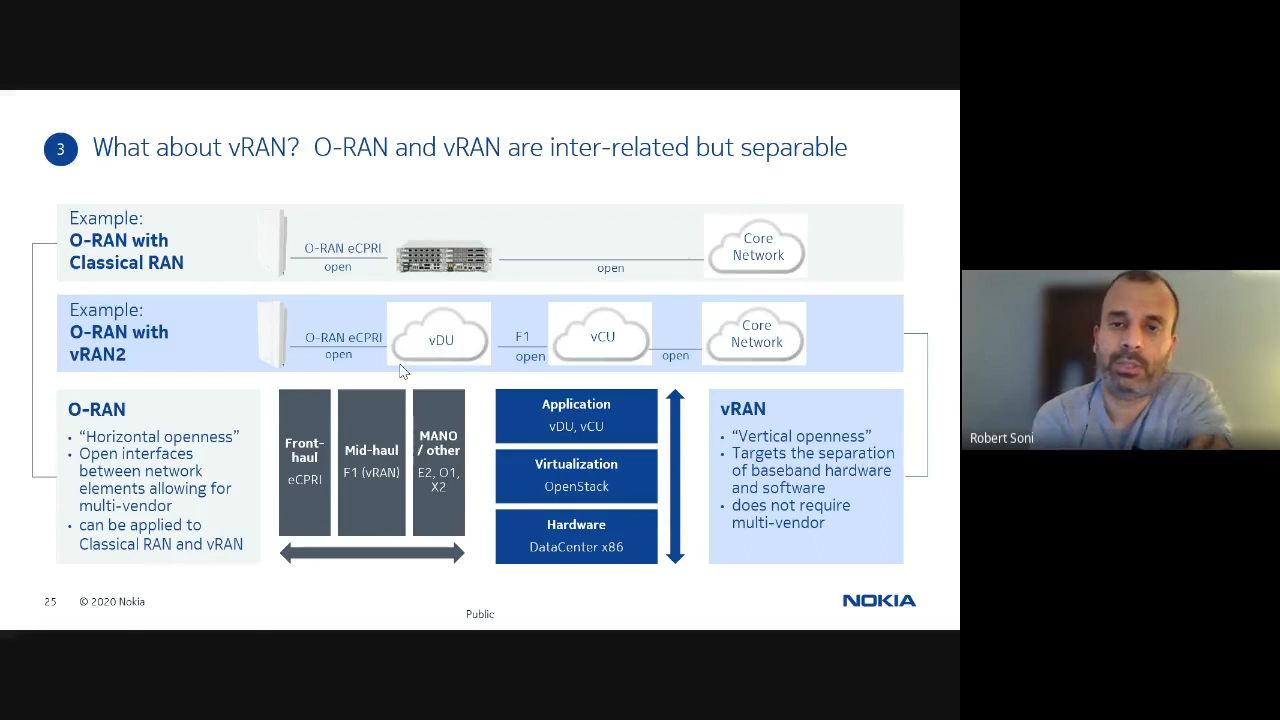 3
What about vRAN? O-RAN and vRAN are inter-related but separable
Example:
O-RAN with
Classical RAN
O-RAN eCPRI
open
open
Core
Network
Example:
O-RAN with
vRAN2
O-RAN eCPRI
open
vDU
F1
open
vCU
open
Core
Network
O-RAN
· "Horizontal openness"
· Open interfaces
between network
elements allowing for
multi-vendor
· can be applied to
Classical RAN and vRAN
Front-
haul
eCPRI
Mid-haul
F1 (vRAN)
MANO
/ other
E2, O1,
X2
Application
vDU, vCU
Virtualization
OpenStack
Hardware
DataCenter x86
vRAN
· "Vertical openness"
· Targets the separation
of baseband hardware
and software
· does not require
multi-vendor
25 © 2020 Nokia
Public
NOKIA
Robert Soni